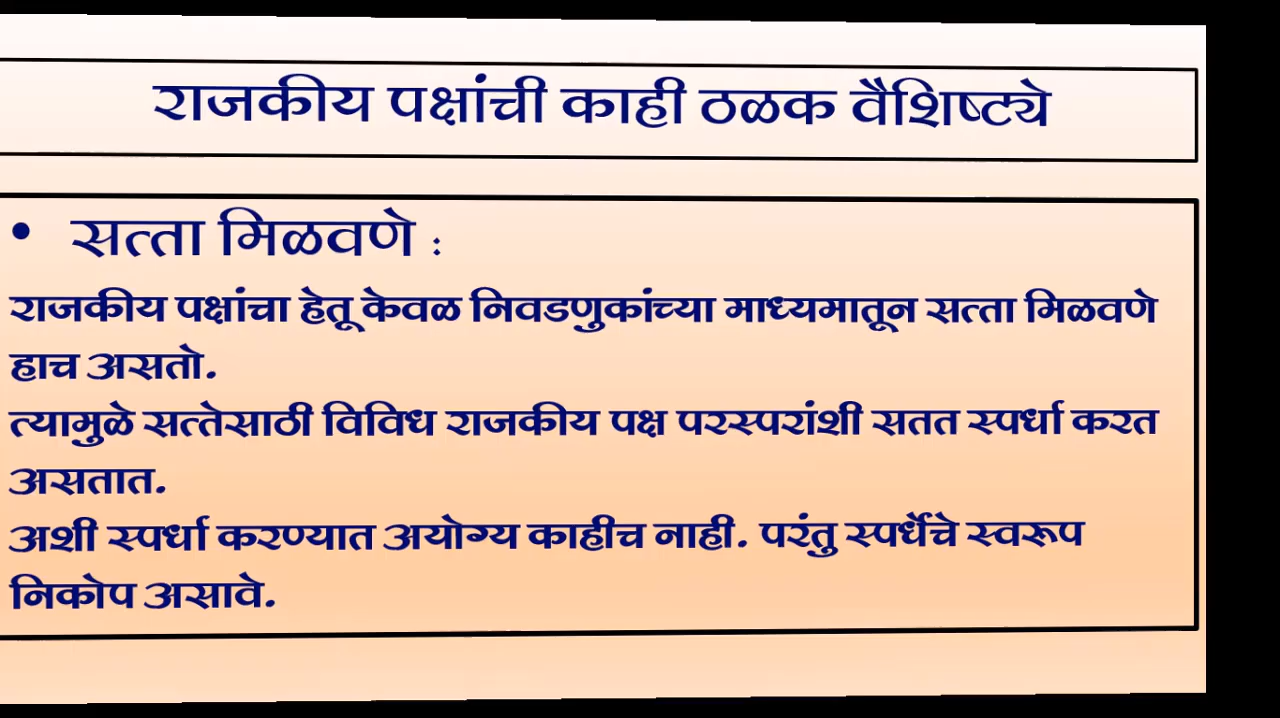 राजकीय पक्षांची काही ठळक वैशिष्ट्ये
• सत्ता मिळवणे :
राजकीय पक्षांचा हेतू केवळ निवडणुकांच्या माध्यमातून सत्ता मिळवणे
हाच असतो.
त्यामुळे सत्तेसाठी विविध राजकीय पक्ष परस्परांशी सतत स्पर्धा करत
असतात.
अशी स्पर्धा करण्यात अयोग्य काहीच नाही. परंतु स्पर्धेचे स्वरूप
निकोप असावे.